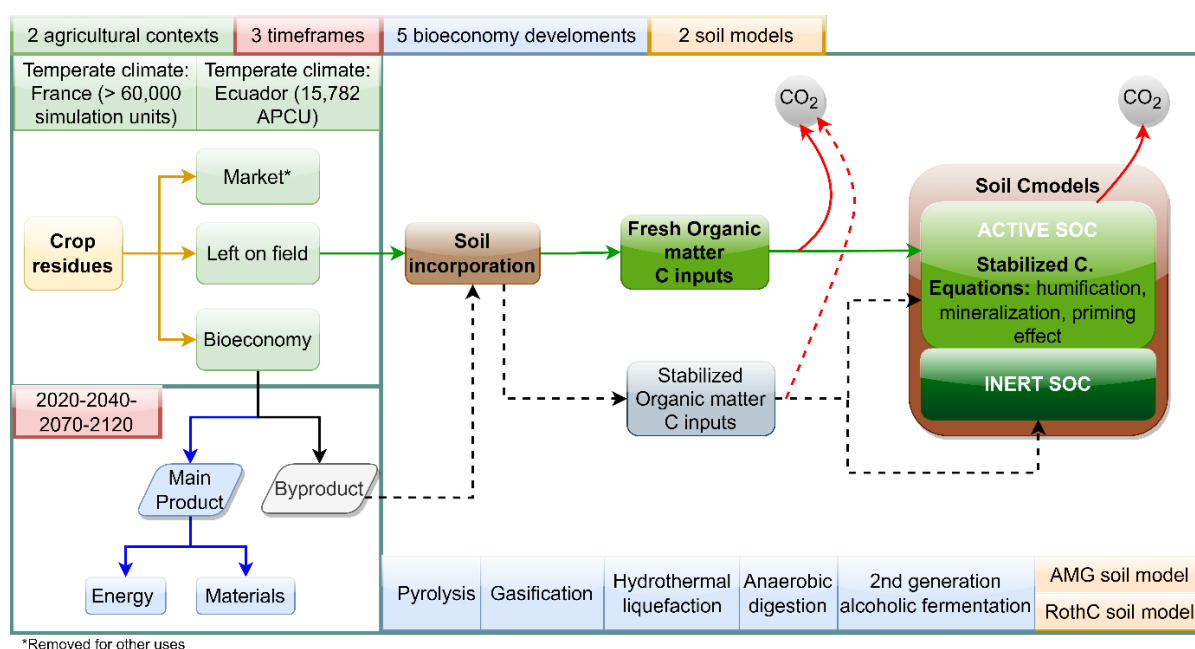 2 agricultural contexts
3 timeframes
5 bioeconomy develoments
2 soil models
Temperate climate:
France (> 60,000
simulation units)
Temperate climate:
Ecuador (15,782
APCU)
CO2
CO2
Market*
Crop
residues
Left on field
Bioeconomy
Soil
incorporation
Fresh Organic
matter
C inputs
Soil Cmodels
ACTIVE SOC
Stabilized C.
Equations: humification,
mineralization, priming
effect
INERT SOC
Stabilized
Organic matter
C inputs
2020-2040-
2070-2120
Main
Product
Byproduct
Energy
Materials
Pyrolysis
Gasification
Hydrothermal
liquefaction
Anaerobic
digestion
2nd generation
alcoholic fermentation
AMG soil model
RothC soil model
*Removed for other uses